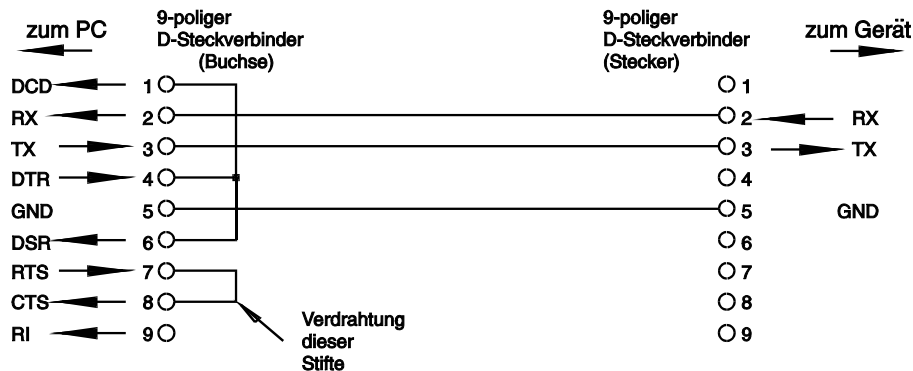 zum PC
9-poliger
D-Steckverbinder
(Buchse)
9-poliger
D-Steckverbinder
(Stecker)
zum Gerät
DCD 1 1
RX 2 2 RX
TX 3 3 TX
DTR 4 4
GND 5 5 GND
DSR 6 6
RTS 7 7
CTS 8 8
RI 9 9
Verdrahtung
dieser
Stifte